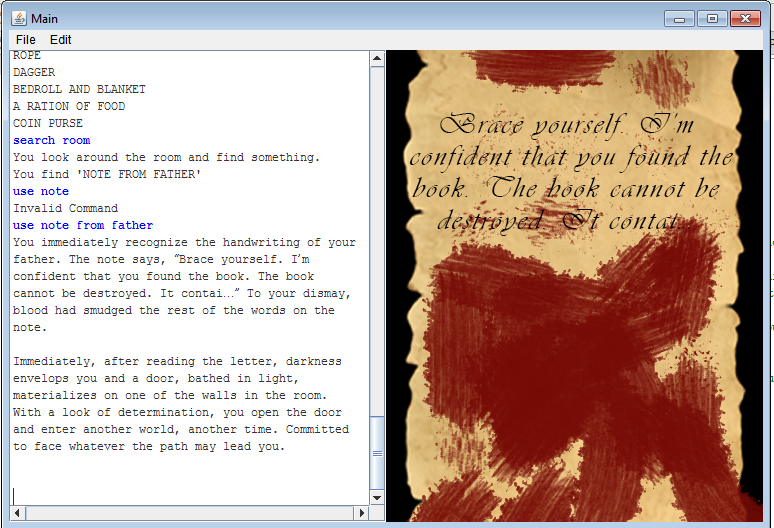 Main
File Edit
ROPE
DAGGER
BEDROLL AND BLANKET
A RATION OF FOOD
COIN PURSE
search room
You look around the room and find something.
You find 'NOTE FROM FATHER'
use note
Invalid Command
use note from father
You immediately recognize the handwriting of your
father. The note says, “Brace yourself. I'm
confident that you found the book. The book
cannot be destroyed. It contai...” To your dismay,
blood had smudged the rest of the words on the
note.
Immediately, after reading the letter, darkness
envelops you and a door, bathed in light,
materializes on one of the walls in the room.
With a look of determination, you open the door
and enter another world, another time. Committed
to face whatever the path may lead you.
Brace yourself. I'm
confident that you found the
book. The book cannot be
destroyed. It contat...